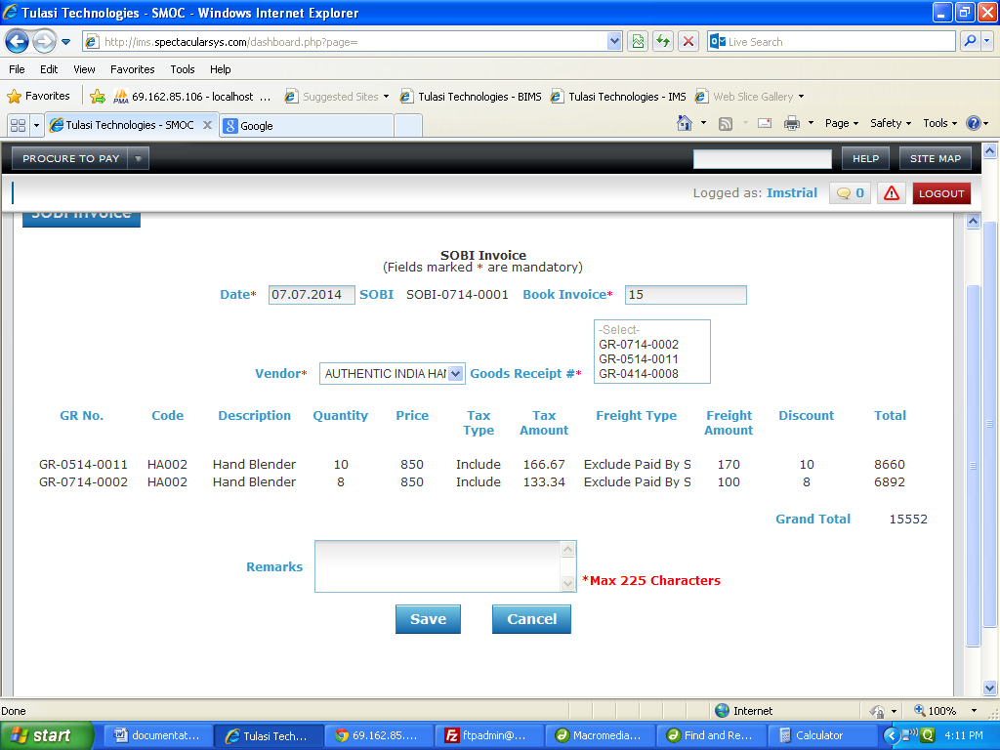 Tulasi Technologies - SMOC - Windows Internet Explorer
http://ims.spectacularsys.com/dashboard.php?page=
Live Search
File Edit View Favorites Tools Help
Favorites PMA 69.162.85.106 - localhost ... Suggested Sites Tulasi Technologies - BIMS Tulasi Technologies - IMS Web Slice Gallery
Tulasi Technologies - SMOC X Google Page Safety Tools
PROCURE TO PAY HELP SITE MAP
Logged as: Imstrial 0 LOGOUT
SOBI Invoice
SOBI Invoice
(Fields marked * are mandatory)
Date* 07.07.2014 SOBI SOBI-0714-0001 Book Invoice* 15
-Select-
GR-0714-0002
GR-0514-0011
Vendor* AUTHENTIC INDIA HAN Goods Receipt #*
GR-0414-0008
GR No. Code Description Quantity Price Tax Type Tax Amount Freight Type Freight Amount Discount Total
GR-0514-0011 HA002 Hand Blender 10 850 Include 166.67 Exclude Paid By S 170 10 8660
GR-0714-0002 HA002 Hand Blender 8 850 Include 133.34 Exclude Paid By S 100 8 6892
Grand Total 15552
Remarks *Max 225 Characters
Save Cancel
Done Internet 100%
start documentat... Tulasi Tech... 69.162.85.... ftpadmin@... Macromedia... Find and Re... Calculator 4:11 PM